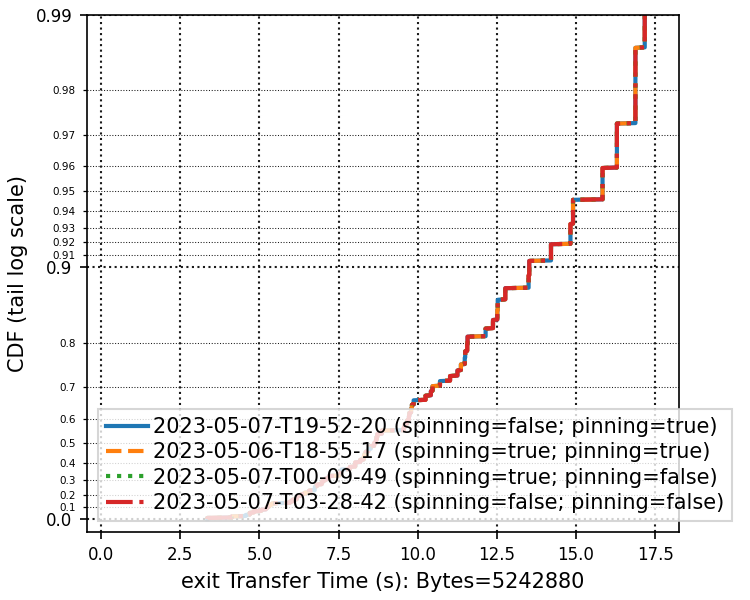 0.99
0.98
0.97
0.96
0.95
0.94
0.93
0.92
0.91
0.9
0.8
0.7
0.6
0.5
0.4
0.3
0.2
0.1
0.0
CDF (tail log scale)
2023-05-07-T19-52-20 (spinning=false; pinning=true)
2023-05-06-T18-55-17 (spinning=true; pinning=true)
2023-05-07-T00-09-49 (spinning=true; pinning=false)
2023-05-07-T03-28-42 (spinning=false; pinning=false)
0.0 2.5 5.0 7.5 10.0 12.5 15.0 17.5
exit Transfer Time (s): Bytes=5242880